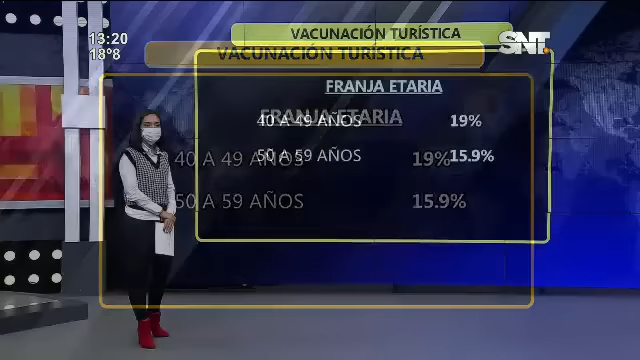 13:20
18°8
SNT.
VACUNACIÓN TURÍSTICA
FRANJA ETARIA
40 A 49 AÑOS 19%
50 A 59 AÑOS 15.9%
VACUNACIÓN TURÍSTICA
FRANJA ETARIA
40 A 49 AÑOS 19%
50 A 59 AÑOS 15.9%